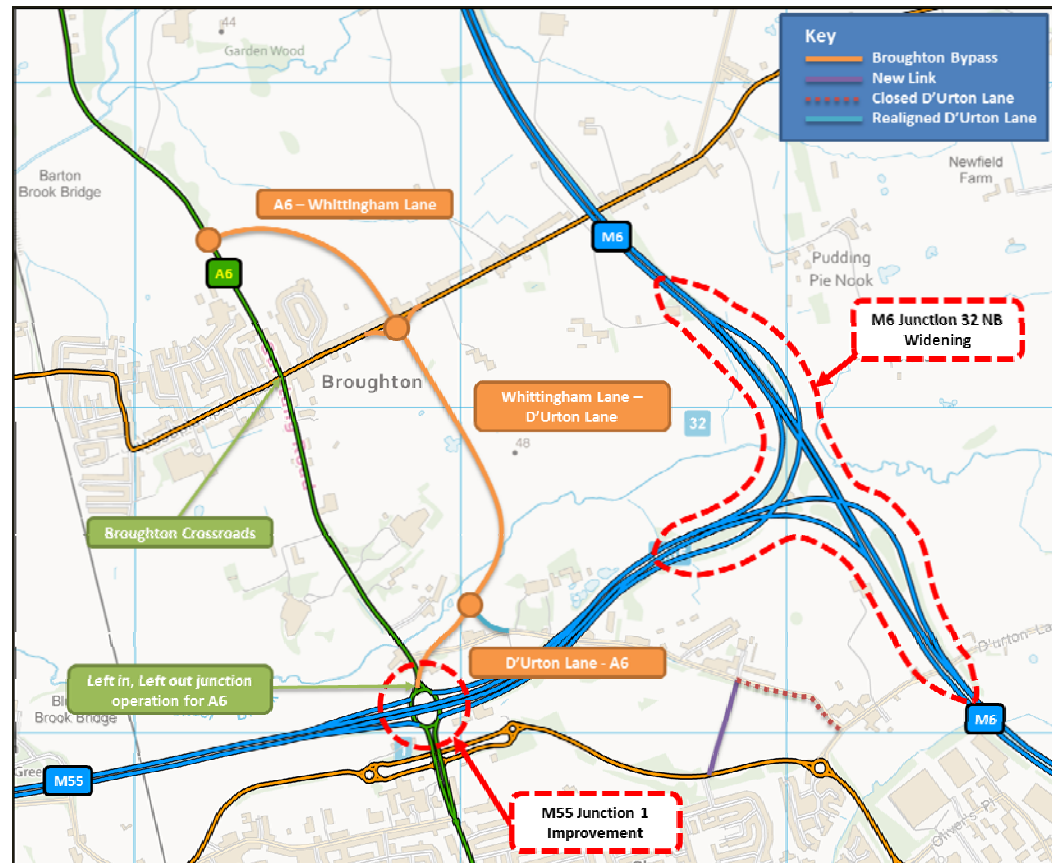 44
Garden Wood
Key
Broughton Bypass
New Link
Closed D'Urton Lane
Realigned D'Urton Lane
Barton
Brook Bridge
Newfield
Farm
A6 – Whittingham Lane
M6
A6
Pudding
Pie Nook
M6 Junction 32 NB
Widening
Broughton
Whittingham Lane –
D'Urton Lane
32
48
Broughton Crossroads
D'urton La
D'Urton Lane - A6
Left in, Left out junction
operation for A6
Brook Bridge
M6
M55
M55 Junction 1
Improvement